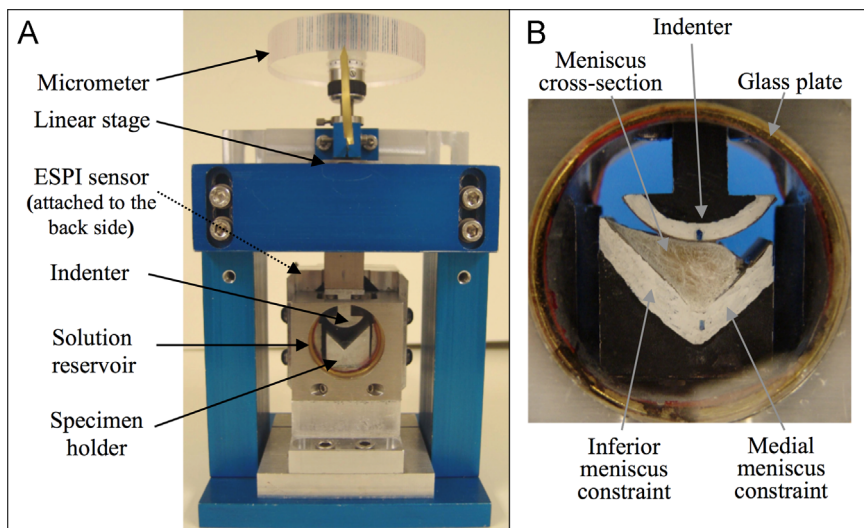 A
Micrometer
Linear stage
ESPI sensor
(attached to the
back side)
Indenter
Solution
reservoir
Specimen
holder
B
Indenter
Meniscus
cross-section
Glass plate
Inferior
meniscus
constraint
Medial
meniscus
constraint